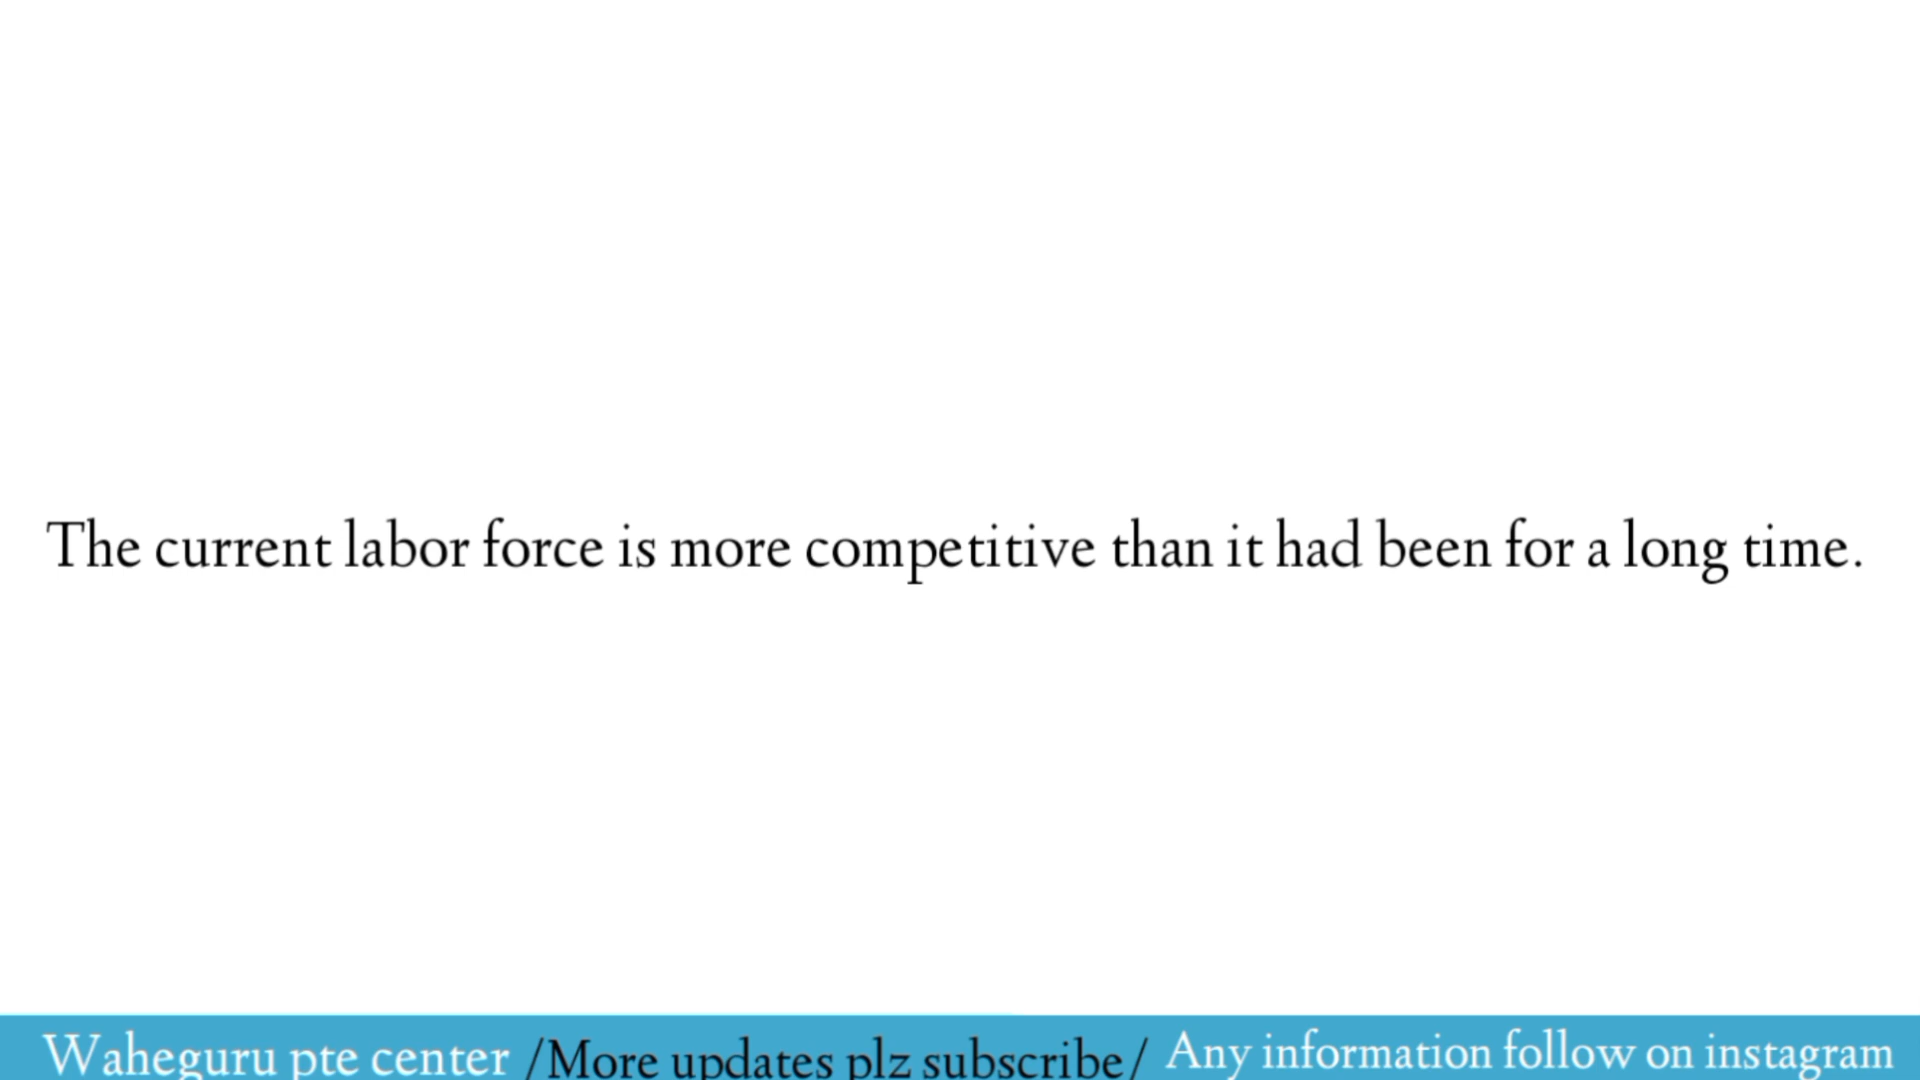 The current labor force is more competitive than it had been for a long time.
Waheguru pte center /More updates plz subscribe/ Any information follow on instagram